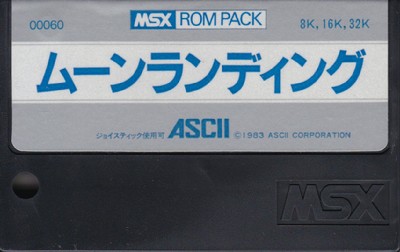 00060 MSX ROM PACK 8K, 16K, 32K
ムーンランディング
ジョイスティック使用可 ASCII ©1983 ASCII CORPORATION
MSX